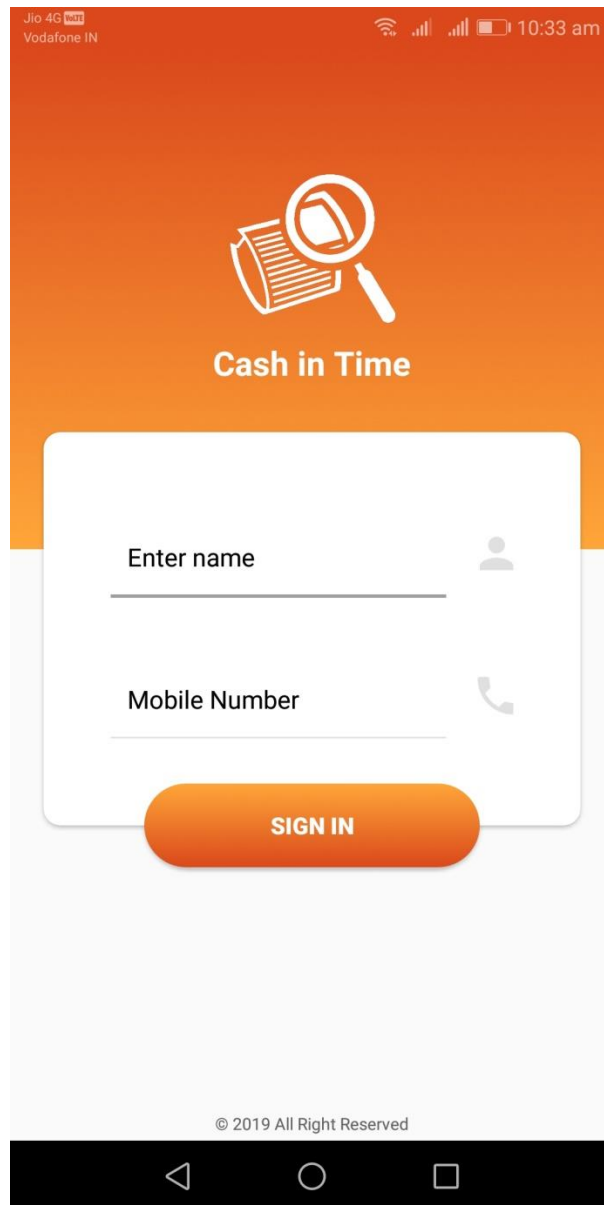 Jio 4G VoLTE
Vodafone IN
10:33 am
Cash in Time
Enter name
Mobile Number
SIGN IN
© 2019 All Right Reserved